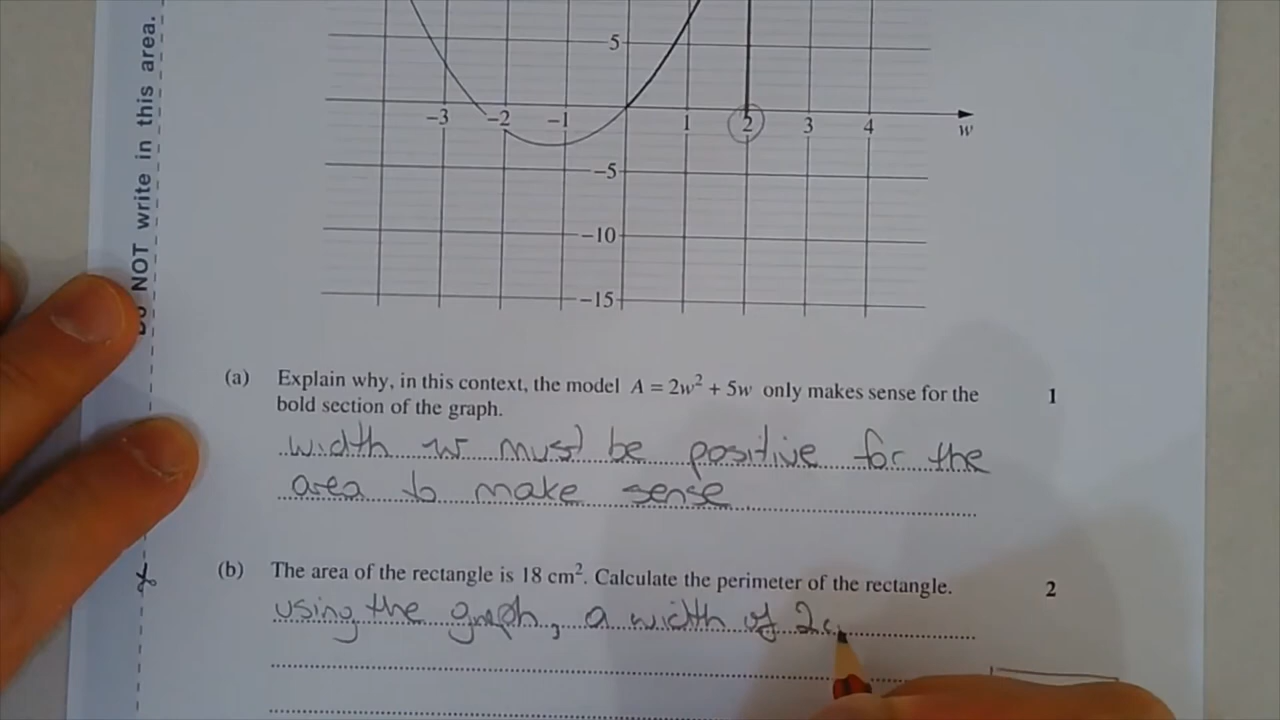 DO NOT write in this area.
5
-3 -2 -1 1 2 3 4
w
-5
-10
-15
(a) Explain why, in this context, the model A = 2w² + 5w only makes sense for the 1
bold section of the graph.
width w must be positive for the
area to make sense
(b) The area of the rectangle is 18 cm². Calculate the perimeter of the rectangle. 2
using the graph, a width of 2c